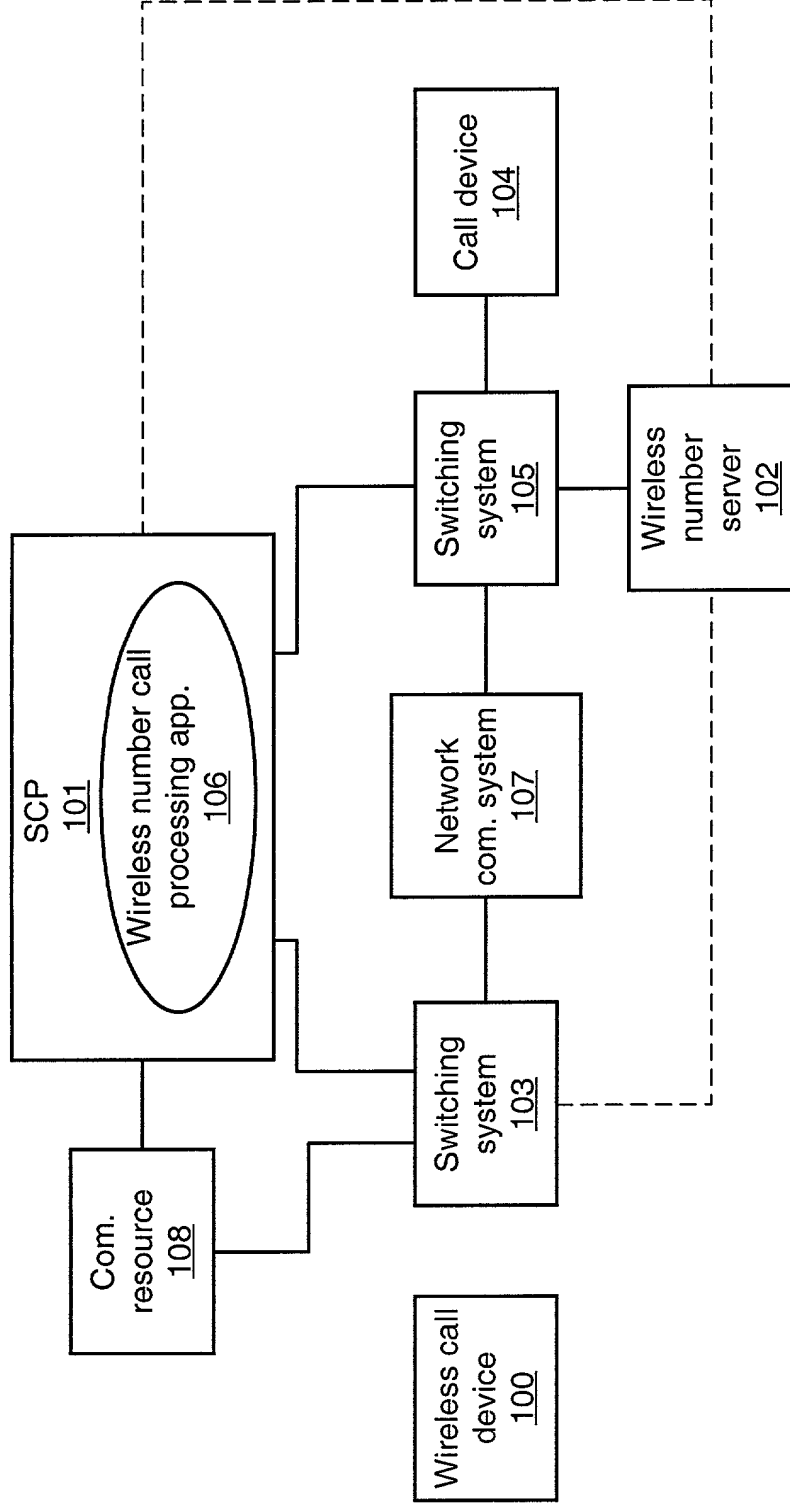 SCP
101
Wireless number call
processing app.
106
Com.
resource
108
Wireless call
device
100
Switching
system
103
Network
com. system
107
Switching
system
105
Call device
104
Wireless
number
server
102